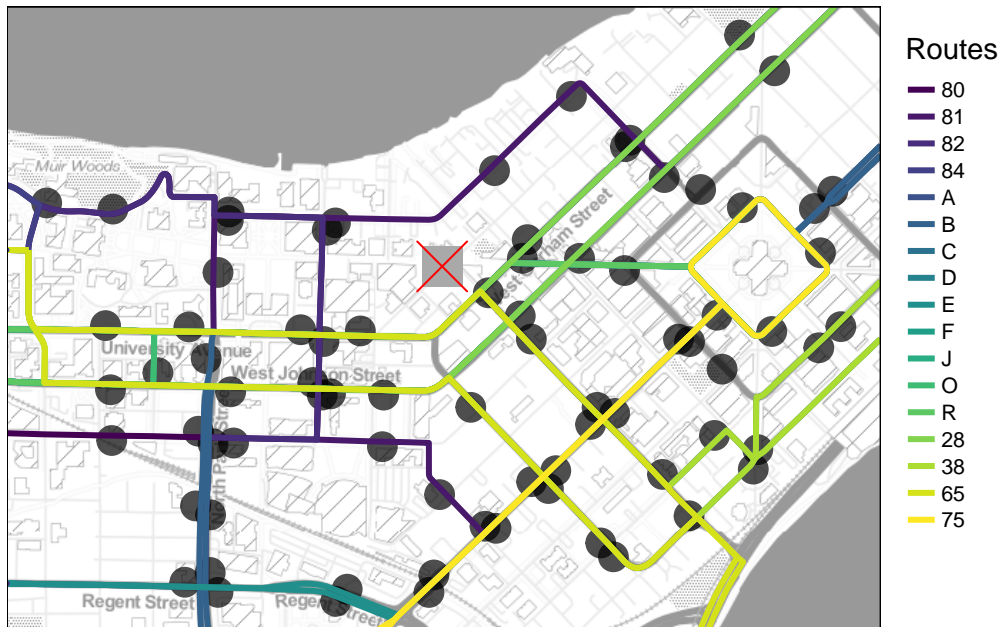 Routes
80
81
82
84
A
B
C
D
E
F
J
O
R
28
38
65
75
Muir Woods
University Avenue
West Johnson Street
Regent Street
Regent Street